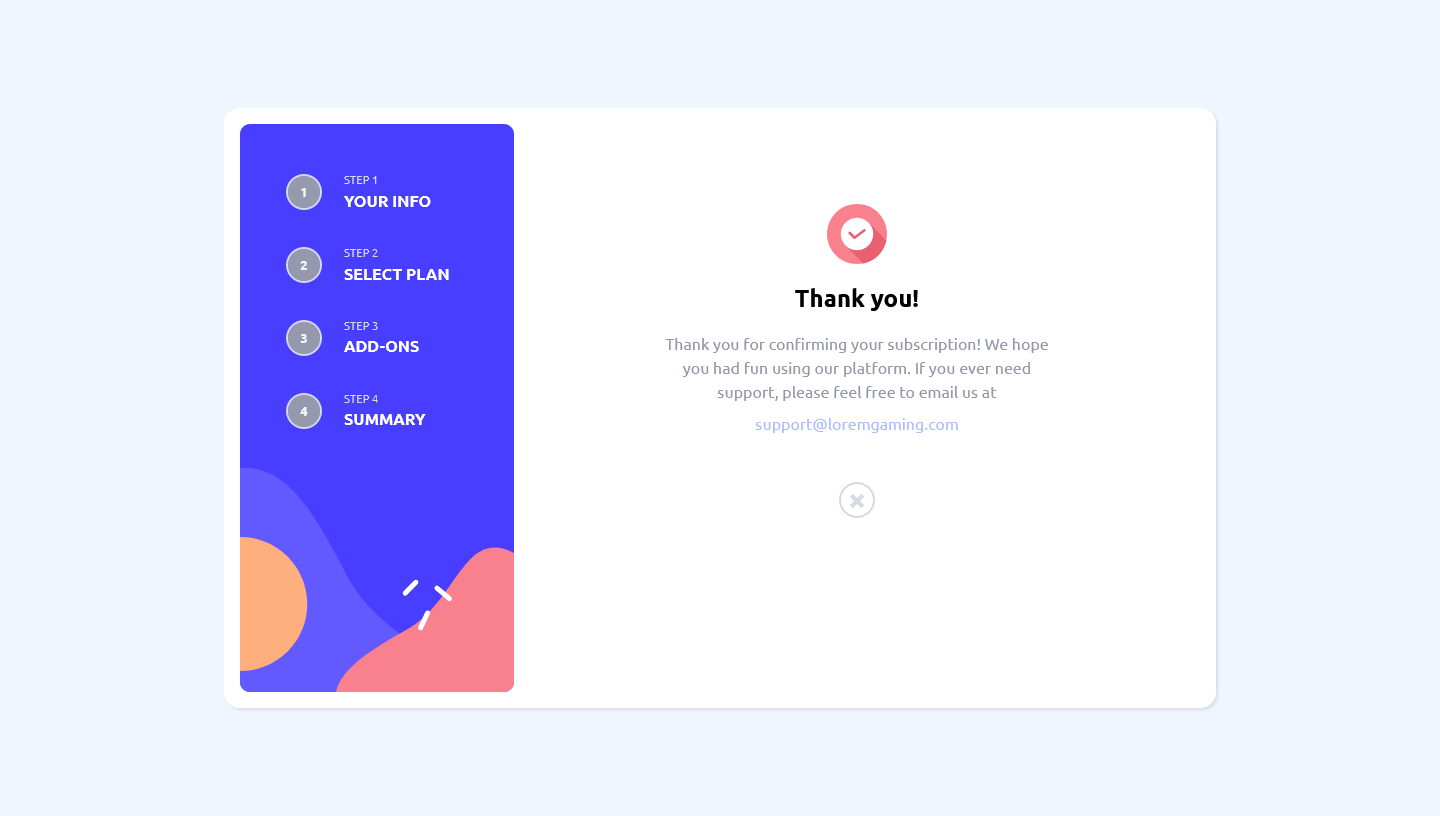 1
STEP 1
YOUR INFO
2
STEP 2
SELECT PLAN
3
STEP 3
ADD-ONS
4
STEP 4
SUMMARY
Thank you!
Thank you for confirming your subscription! We hope
you had fun using our platform. If you ever need
support, please feel free to email us at
support@loremgaming.com